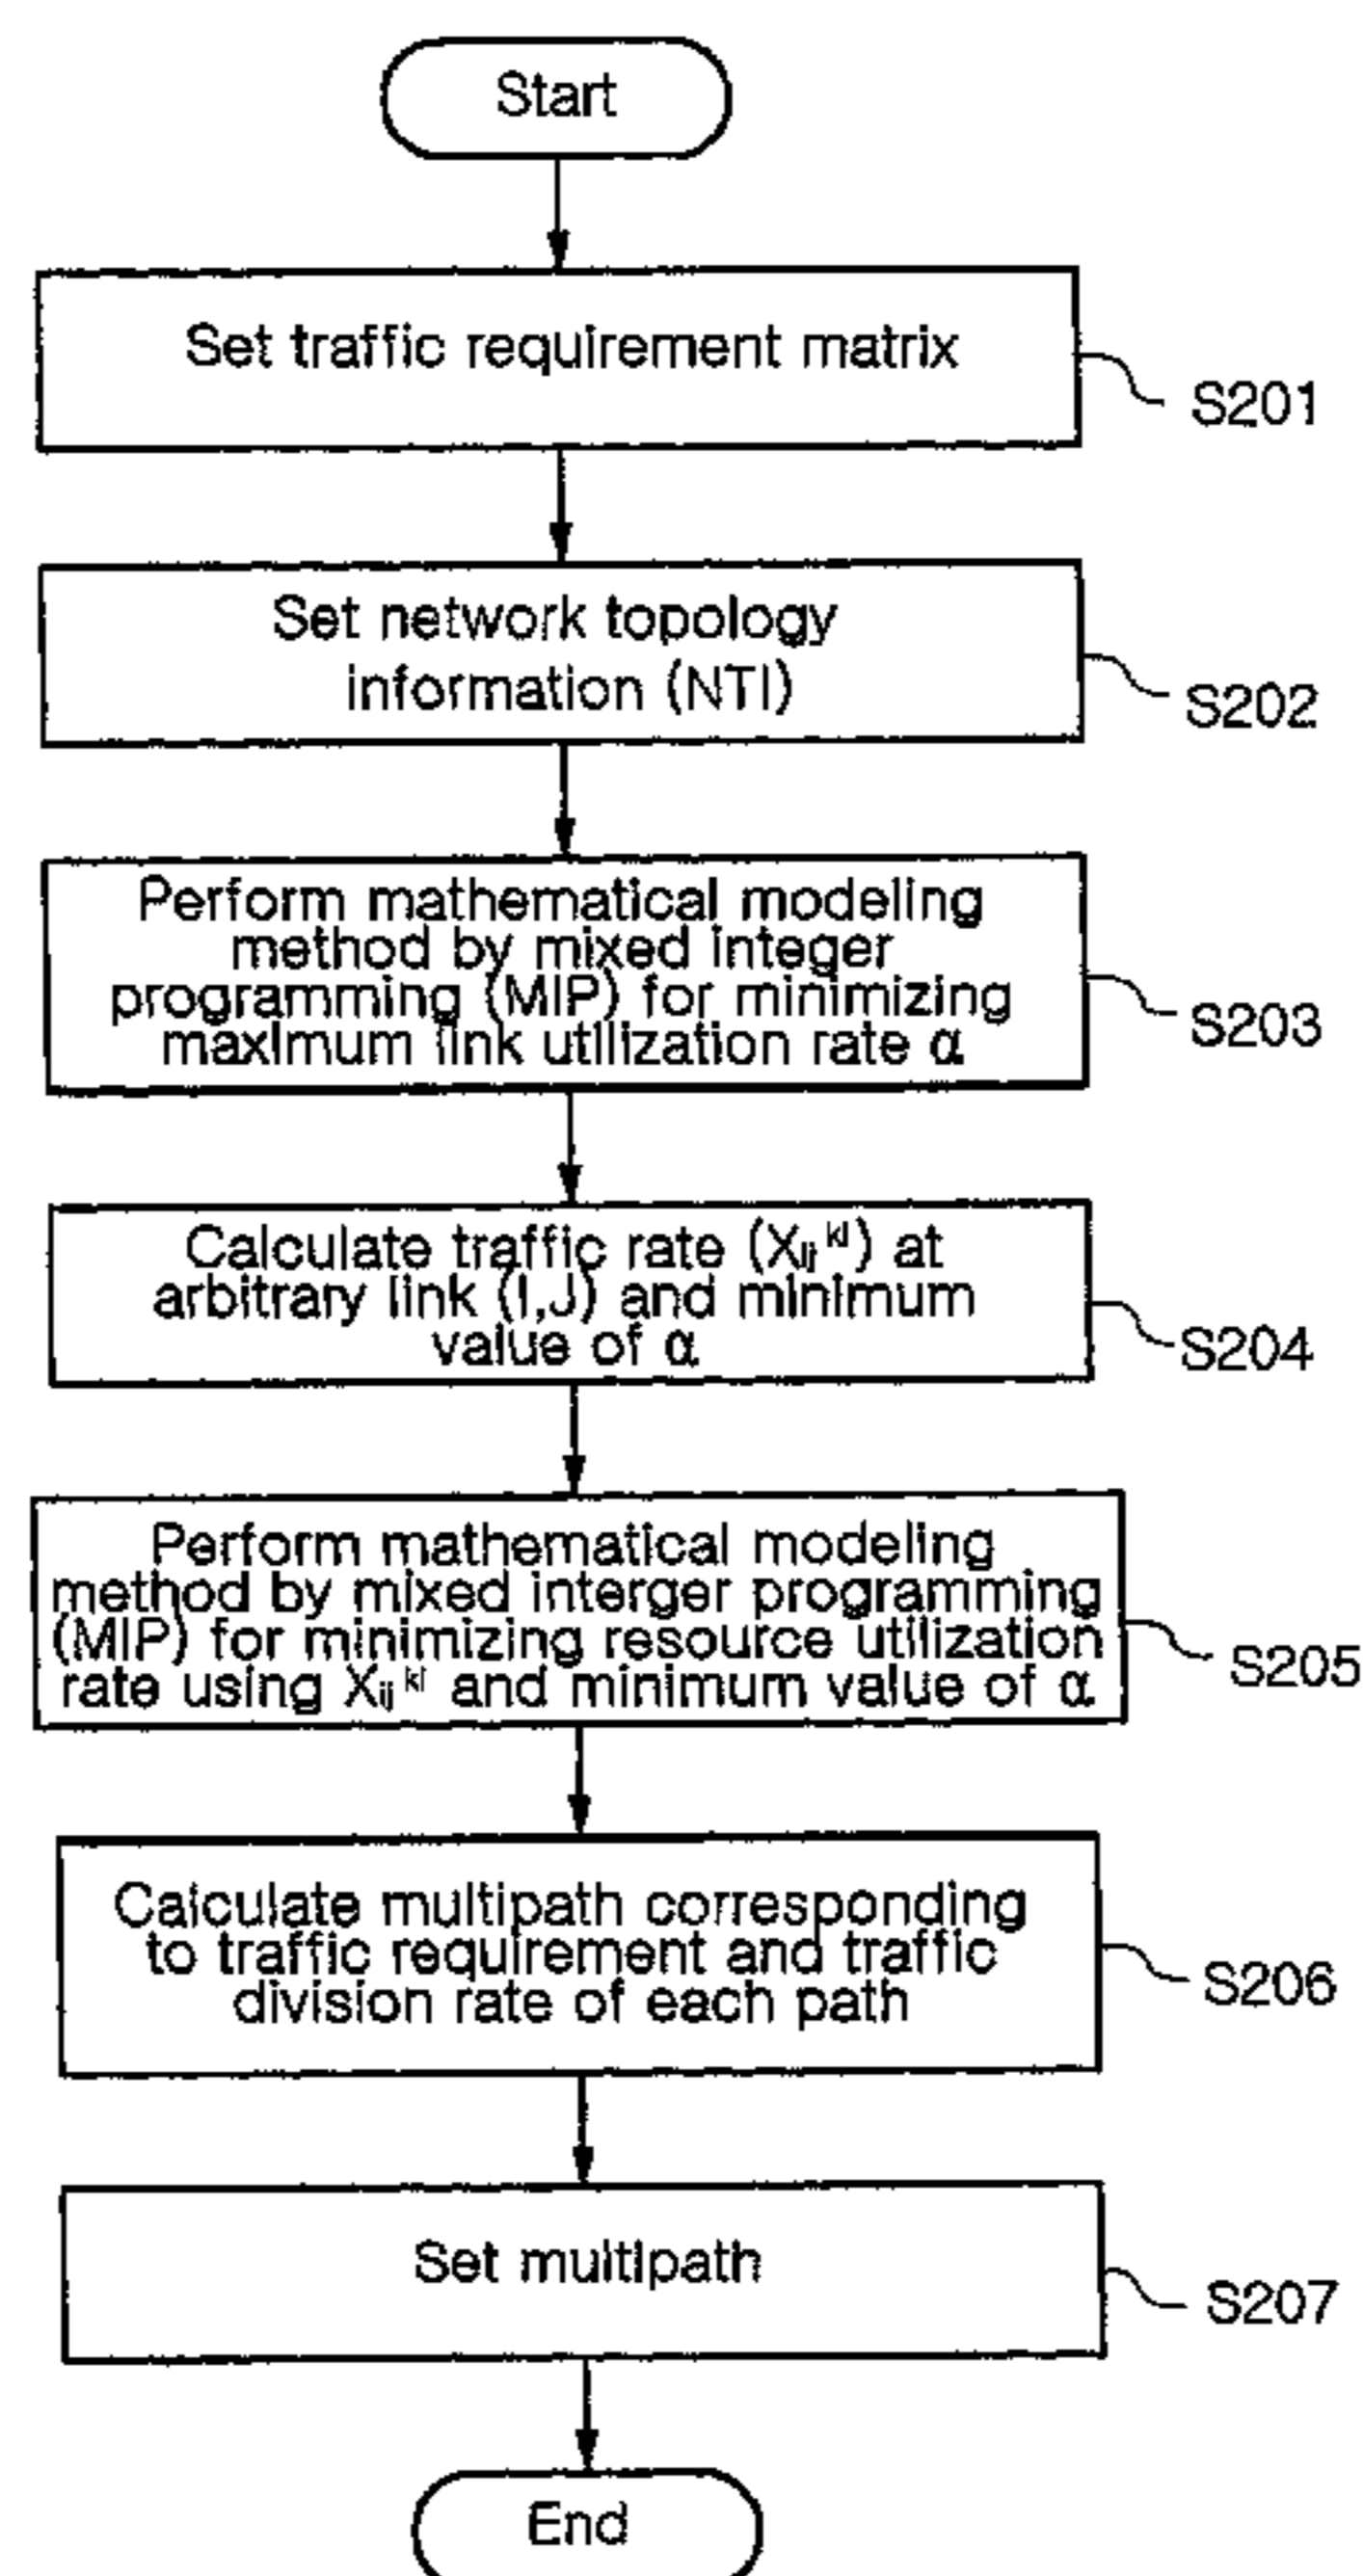 Start
Set traffic requirement matrix
S201
Set network topology
information (NTI)
S202
Perform mathematical modeling
method by mixed integer
programming (MIP) for minimizing
maximum link utilization rate α
S203
Calculate traffic rate (Xij kl) at
arbitrary link (I,J) and minimum
value of α
S204
Perform mathematical modeling
method by mixed interger programming
(MIP) for minimizing resource utilization
rate using Xij kl and minimum value of α
S205
Calculate multipath corresponding
to traffic requirement and traffic
division rate of each path
S206
Set multipath
S207
End